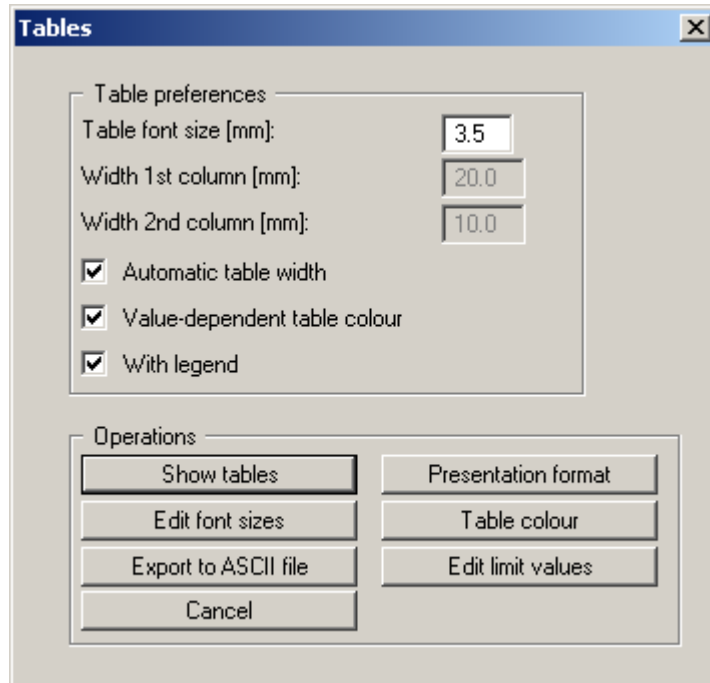 Tables
Table preferences
Table font size [mm]: 3.5
Width 1st column [mm]: 20.0
Width 2nd column [mm]: 10.0
Automatic table width
Value-dependent table colour
With legend
Operations
Show tables Presentation format
Edit font sizes Table colour
Export to ASCII file Edit limit values
Cancel